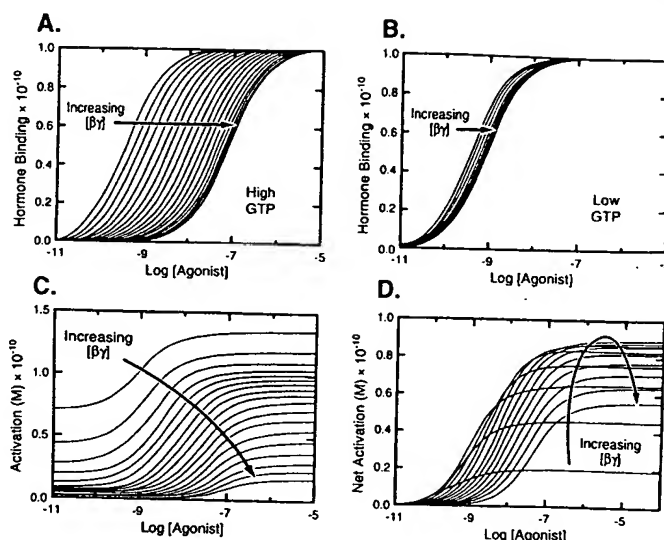 A.
Hormone Binding × 10⁻¹⁰
1.0
0.8
0.6
0.4
0.2
0.0
Increasing
[βγ]
High
GTP
-11
-9
-7
-5
Log [Agonist]
B.
Hormone Binding × 10⁻¹⁰
1.0
0.8
0.6
0.4
0.2
0.0
Increasing
[βγ]
Low
GTP
-11
-9
-7
-5
Log [Agonist]
C.
Activation (M) × 10⁻¹⁰
1.5
1.0
0.5
0.0
Increasing
[βγ]
-11
-9
-7
-5
Log [Agonist]
D.
Net Activation (M) × 10⁻¹⁰
1.0
0.8
0.6
0.4
0.2
0.0
Increasing
[βγ]
-11
-9
-7
-5
Log [Agonist]